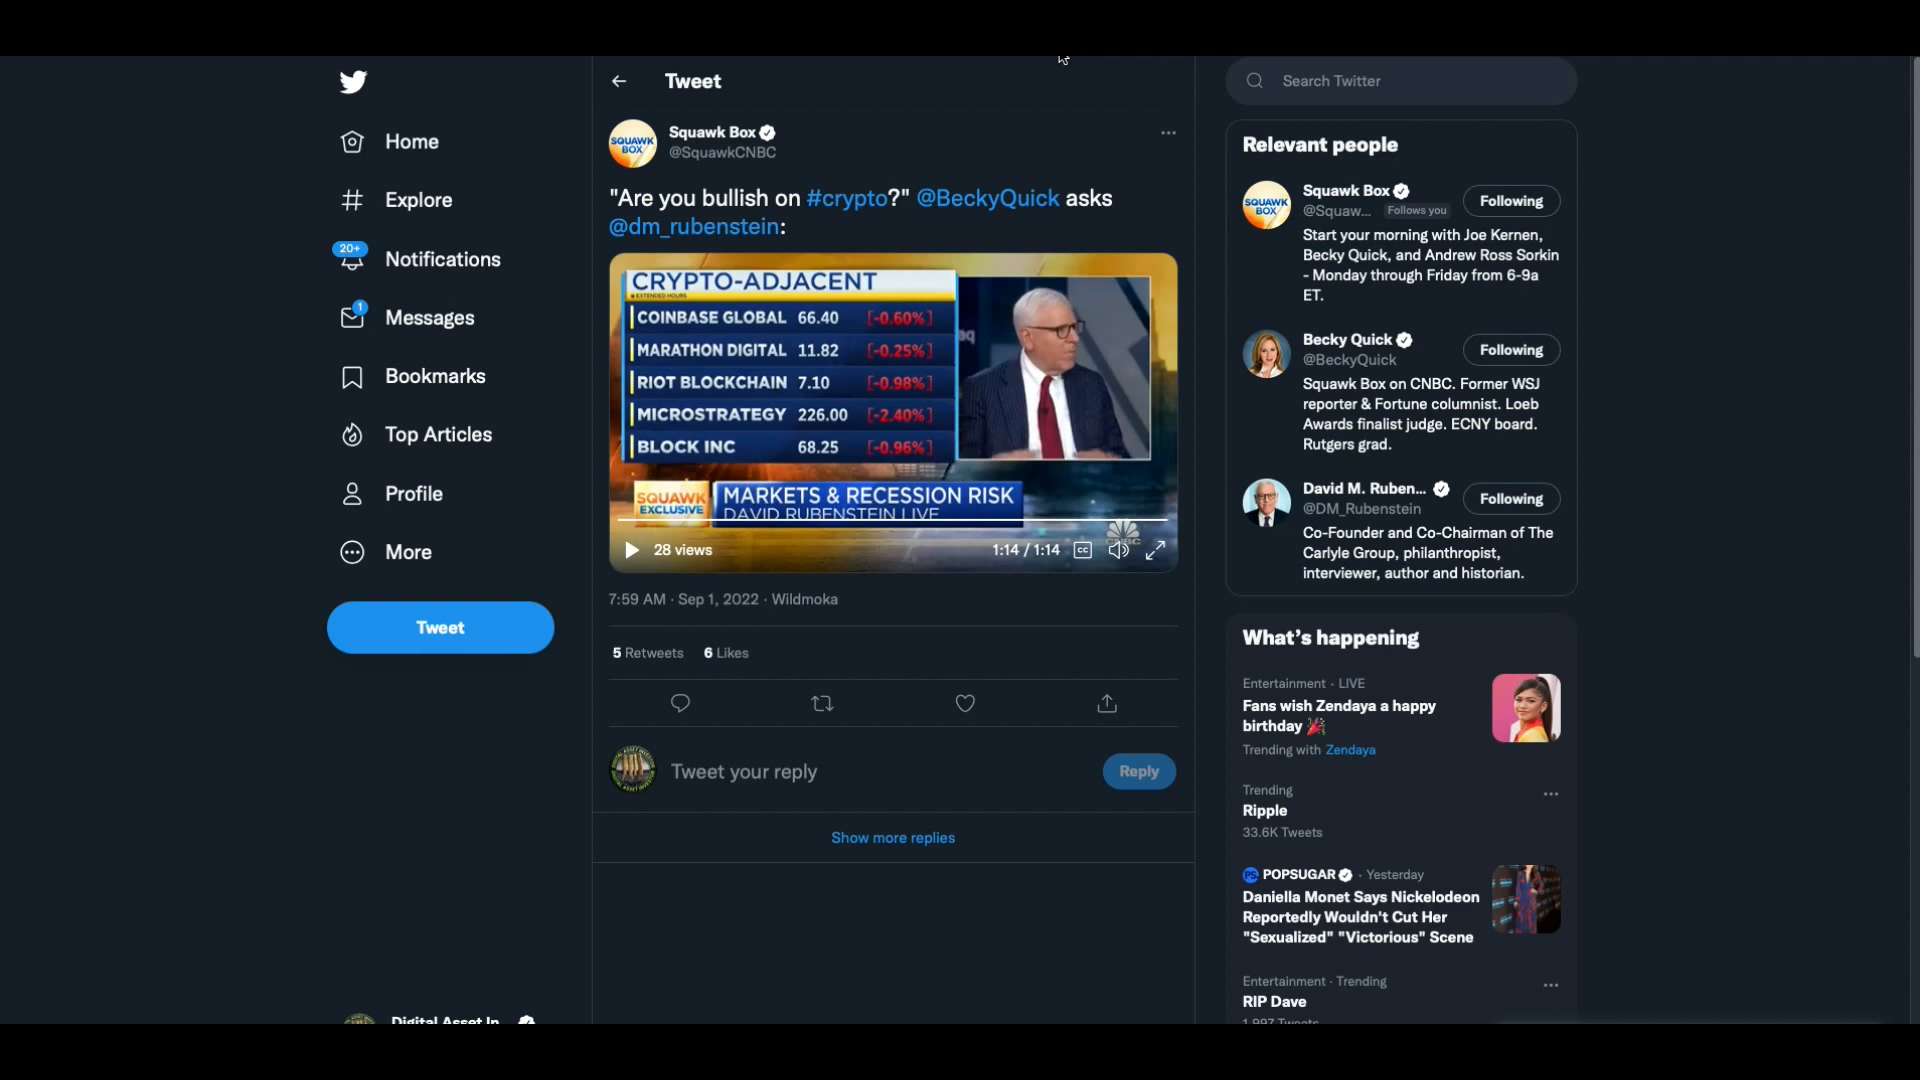 Home
Explore
20+
Notifications
1
Messages
Bookmarks
Top Articles
Profile
More
Tweet
Digital Asset In
Tweet
SQUAWK BOX
Squawk Box
@SquawkCNBC
"Are you bullish on #crypto?" @BeckyQuick asks
@dm_rubenstein:
CRYPTO-ADJACENT
EXTENDED HOURS
COINBASE GLOBAL 66.40 [-0.60%]
MARATHON DIGITAL 11.82 [-0.25%]
RIOT BLOCKCHAIN 7.10 [-0.98%]
MICROSTRATEGY 226.00 [-2.40%]
BLOCK INC 68.25 [-0.96%]
aq
SQUAWK EXCLUSIVE
MARKETS & RECESSION RISK
DAVID RUBENSTEIN LIVE
CNBC
28 views
1:14 / 1:14
CC
7:59 AM · Sep 1, 2022 · Wildmoka
5 Retweets 6 Likes
Tweet your reply
Reply
Show more replies
Search Twitter
Relevant people
SQUAWK BOX
Squawk Box
@Squaw... Follows you
Following
Start your morning with Joe Kernen,
Becky Quick, and Andrew Ross Sorkin
- Monday through Friday from 6-9a
ET.
Becky Quick
@BeckyQuick
Following
Squawk Box on CNBC. Former WSJ
reporter & Fortune columnist. Loeb
Awards finalist judge. ECNY board.
Rutgers grad.
David M. Ruben...
@DM_Rubenstein
Following
Co-Founder and Co-Chairman of The
Carlyle Group, philanthropist,
interviewer, author and historian.
What's happening
Entertainment · LIVE
Fans wish Zendaya a happy
birthday
Trending with Zendaya
Trending
Ripple
33.6K Tweets
PS POPSUGAR · Yesterday
Daniella Monet Says Nickelodeon
Reportedly Wouldn't Cut Her
"Sexualized" "Victorious" Scene
Entertainment · Trending
RIP Dave
1,997 Tweets